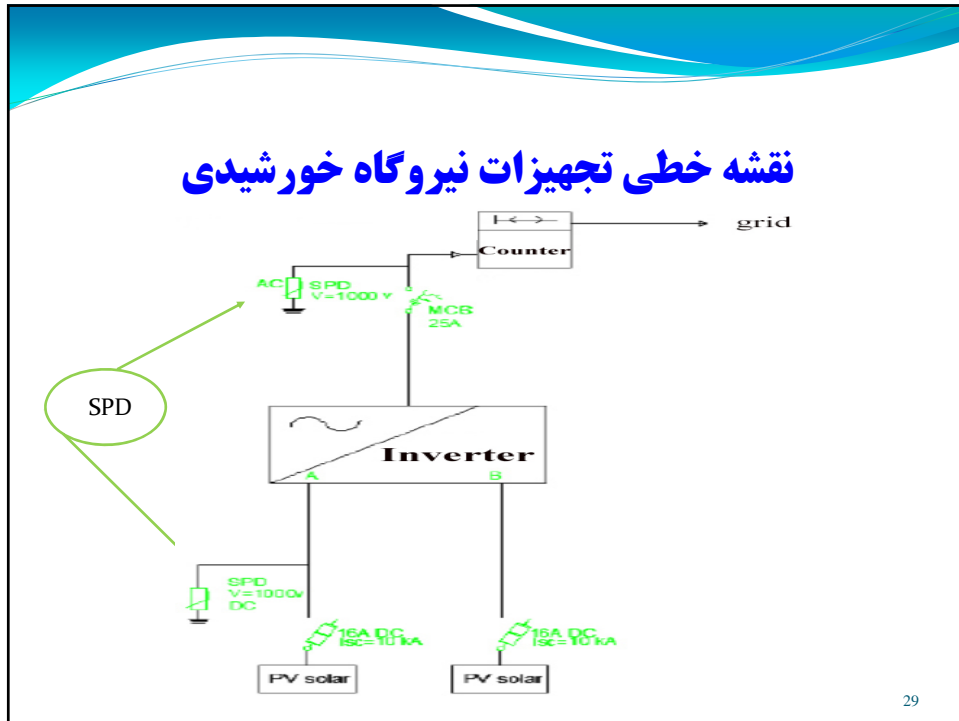 نقشه خطی تجهیزات نیروگاه خورشیدی
grid
Counter
AC
SPD
V=1000 v
MCB
25A
SPD
Inverter
A
B
SPD
V=1000v
DC
16A DC
Isc=10 kA
16A DC
Isc=10 kA
PV solar
PV solar
29